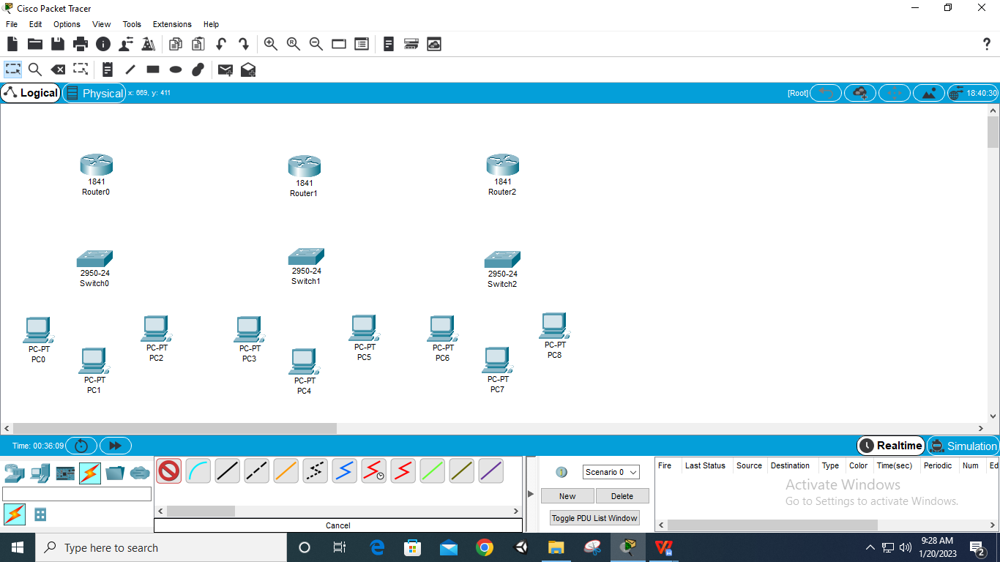 Cisco Packet Tracer
File Edit Options View Tools Extensions Help
?
Logical Physical x: 669, y: 411 [Root] 18:40:30
1841
Router0
1841
Router1
1841
Router2
2950-24
Switch0
2950-24
Switch1
2950-24
Switch2
PC-PT
PC0
PC-PT
PC1
PC-PT
PC2
PC-PT
PC3
PC-PT
PC4
PC-PT
PC5
PC-PT
PC6
PC-PT
PC7
PC-PT
PC8
Time: 00:36:09 Realtime Simulation
Scenario 0
New Delete
Toggle PDU List Window
Fire Last Status Source Destination Type Color Time(sec) Periodic Num Ed
Activate Windows
Go to Settings to activate Windows.
Cancel
Type here to search
9:28 AM
1/20/2023
2